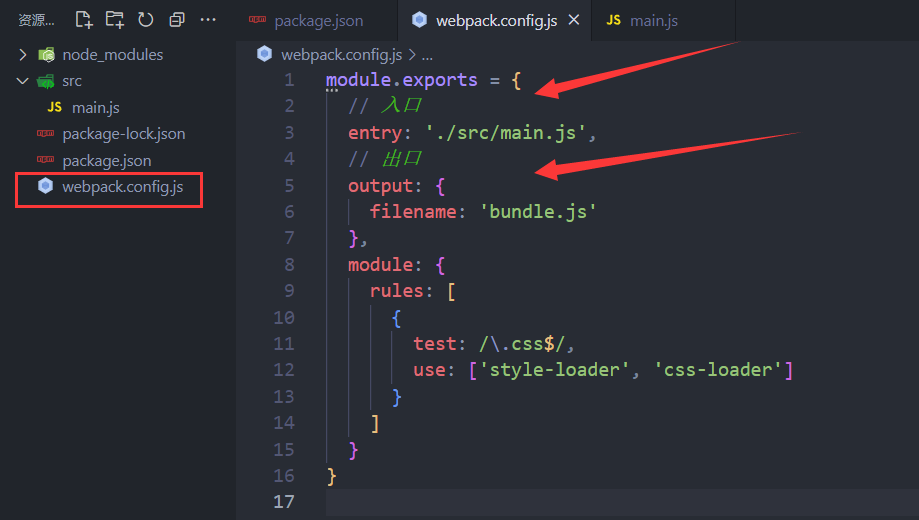 资源...
node_modules
src
JS main.js
package-lock.json
package.json
webpack.config.js
package.json
webpack.config.js
JS main.js
webpack.config.js > ...
1 module.exports = {
2 // 入口
3 entry: './src/main.js',
4 // 出口
5 output: {
6 filename: 'bundle.js'
7 },
8 module: {
9 rules: [
10 {
11 test: /\.css$/,
12 use: ['style-loader', 'css-loader']
13 }
14 ]
15 }
16 }
17